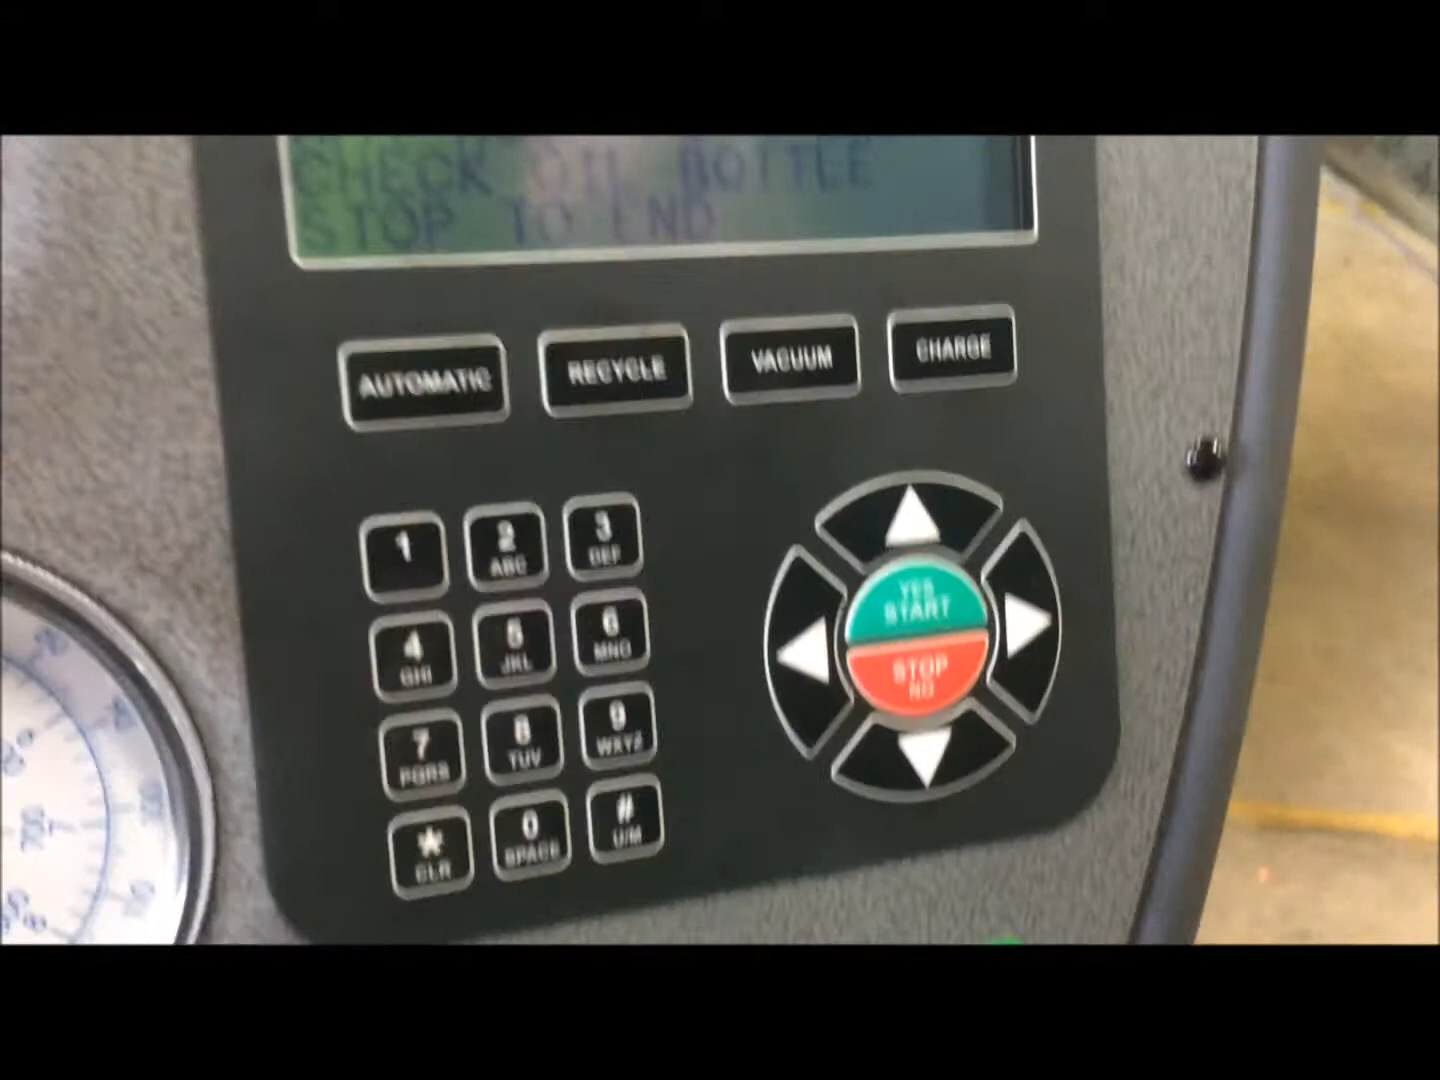 CHECK OIL BOTTLE
STOP TO END
AUTOMATIC
RECYCLE
VACUUM
CHARGE
1
2
ABC
3
DEF
4
GHI
5
JKL
6
MNO
7
PQRS
8
TUV
9
WXYZ
*
CLR
0
SPACE
#
U/M
YES
START
STOP
NO